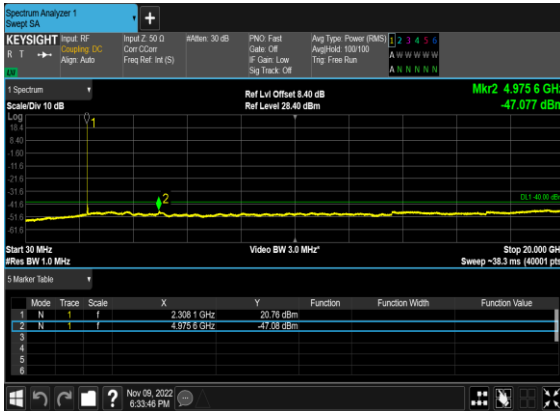 Spectrum Analyzer 1
Swept SA
KEYSIGHT
R T
Input: RF
Coupling: DC
Align: Auto
Input Z: 50 Ω
Corr CCorr
Freq Ref: Int (S)
#Atten: 30 dB
PNO: Fast
Gate: Off
IF Gain: Low
Sig Track: Off
Avg Type: Power (RMS)
Avg|Hold: 100/100
Trig: Free Run
1 2 3 4 5 6
A W W W W W
A N N N N N
1 Spectrum
Scale/Div 10 dB
Ref Lvl Offset 8.40 dB
Ref Level 28.40 dBm
Mkr2 4.975 6 GHz
-47.077 dBm
Log
18.4
8.40
-1.60
-11.6
-21.6
-31.6
-41.6
-51.6
-61.6
1
2
DL1 -40.00 dBm
Start 30 MHz
#Res BW 1.0 MHz
Video BW 3.0 MHz*
Stop 20.000 GHz
Sweep ~38.3 ms (40001 pts)
5 Marker Table
Mode Trace Scale X Y Function Function Width Function Value
1 N 1 f 2.308 1 GHz 20.76 dBm
2 N 1 f 4.975 6 GHz -47.08 dBm
3
4
5
6
Nov 09, 2022
6:33:46 PM